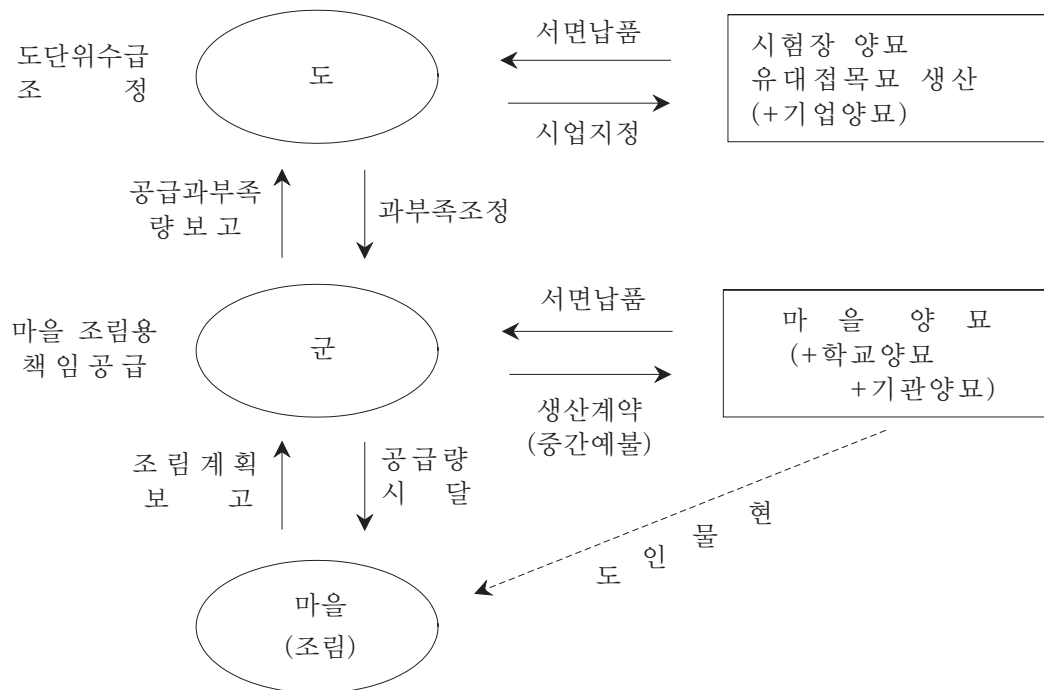 도단위수급
조 정
도
서면납품
시업지정
시험장 양묘
유대접목묘 생산
(+기업양묘)
공급과부족
량보고
과부족조정
마을 조림용
책임공급
군
서면납품
생산계약
(중간예불)
마 을 양 묘
(+학교양묘
+기관양묘)
조림계획
보 고
공급량
시 달
도 인 물 현
마을
(조림)